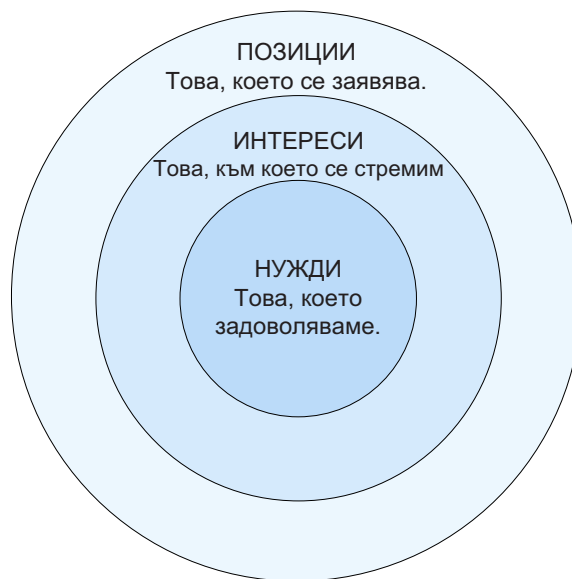 ПОЗИЦИИ
Това, което се заявява.
ИНТЕРЕСИ
Това, към което се стремим
НУЖДИ
Това, което
задоволяваме.